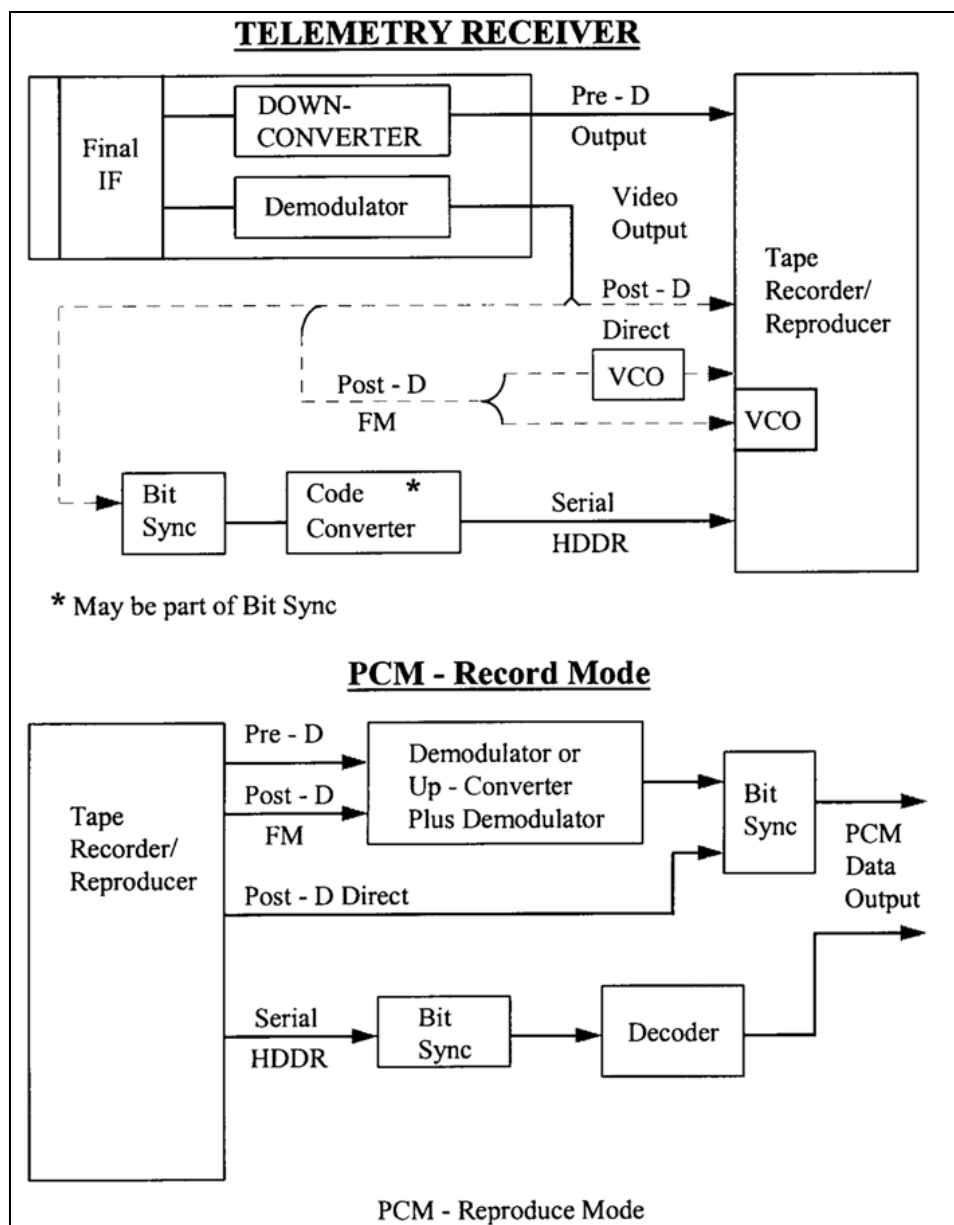 TELEMETRY RECEIVER
Final
IF
DOWN-
CONVERTER
Demodulator
Pre - D
Output
Video
Output
Post - D
Direct
Tape
Recorder/
Reproducer
Post - D
FM
VCO
VCO
Bit
Sync
Code *
Converter
Serial
HDDR
* May be part of Bit Sync
PCM - Record Mode
Tape
Recorder/
Reproducer
Pre - D
Post - D
FM
Demodulator or
Up - Converter
Plus Demodulator
Bit
Sync
PCM
Data
Output
Post - D Direct
Serial
HDDR
Bit
Sync
Decoder
PCM - Reproduce Mode